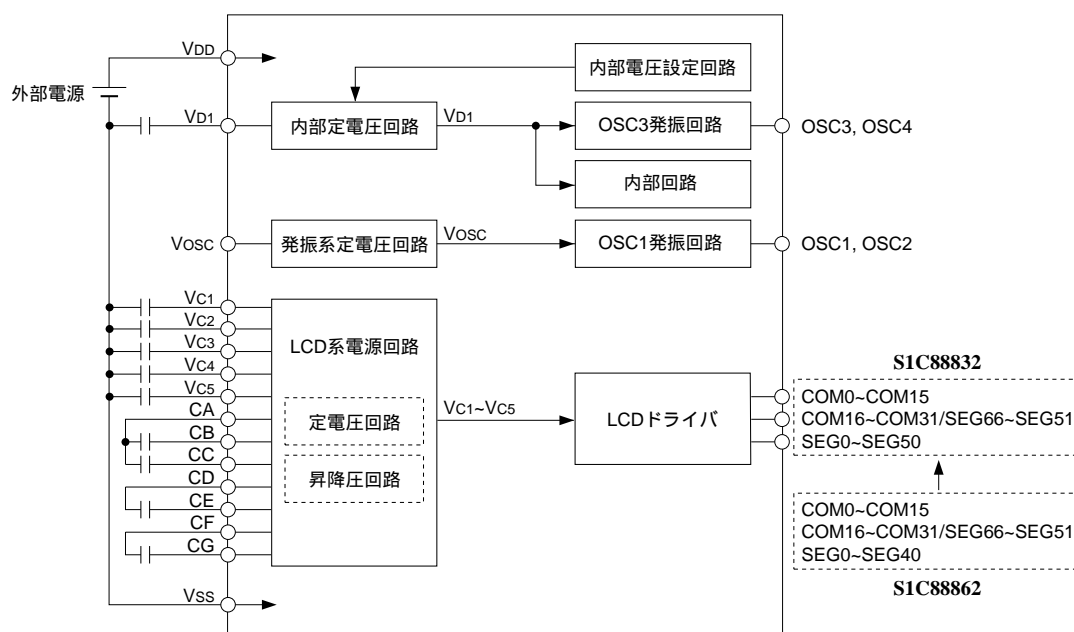 VDD
外部電源
内部電圧設定回路
VD1
内部定電圧回路
VD1
OSC3発振回路
OSC3, OSC4
内部回路
VOSC
発振系定電圧回路
VOSC
OSC1発振回路
OSC1, OSC2
VC1
VC2
VC3
VC4
VC5
CA
CB
CC
CD
CE
CF
CG
LCD系電源回路
定電圧回路
昇降圧回路
VC1~VC5
LCDドライバ
S1C88832
COM0~COM15
COM16~COM31/SEG66~SEG51
SEG0~SEG50
COM0~COM15
COM16~COM31/SEG66~SEG51
SEG0~SEG40
S1C88862
VSS